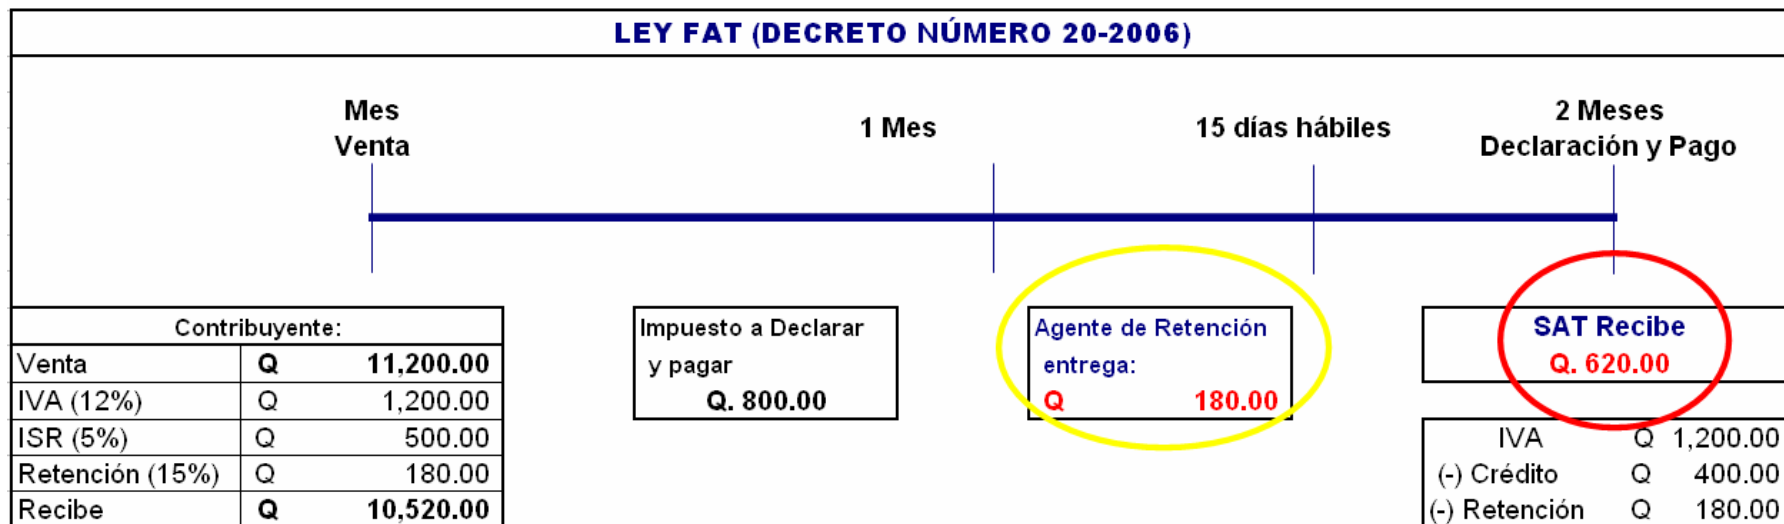 LEY FAT (DECRETO NÚMERO 20-2006)
Mes
Venta
1 Mes
15 días hábiles
2 Meses
Declaración y Pago
Contribuyente:
Venta Q 11,200.00
IVA (12%) Q 1,200.00
ISR (5%) Q 500.00
Retención (15%) Q 180.00
Recibe Q 10,520.00
Impuesto a Declarar
y pagar
Q. 800.00
Agente de Retención
entrega:
Q 180.00
SAT Recibe
Q. 620.00
IVA Q 1,200.00
(-) Crédito Q 400.00
(-) Retención Q 180.00